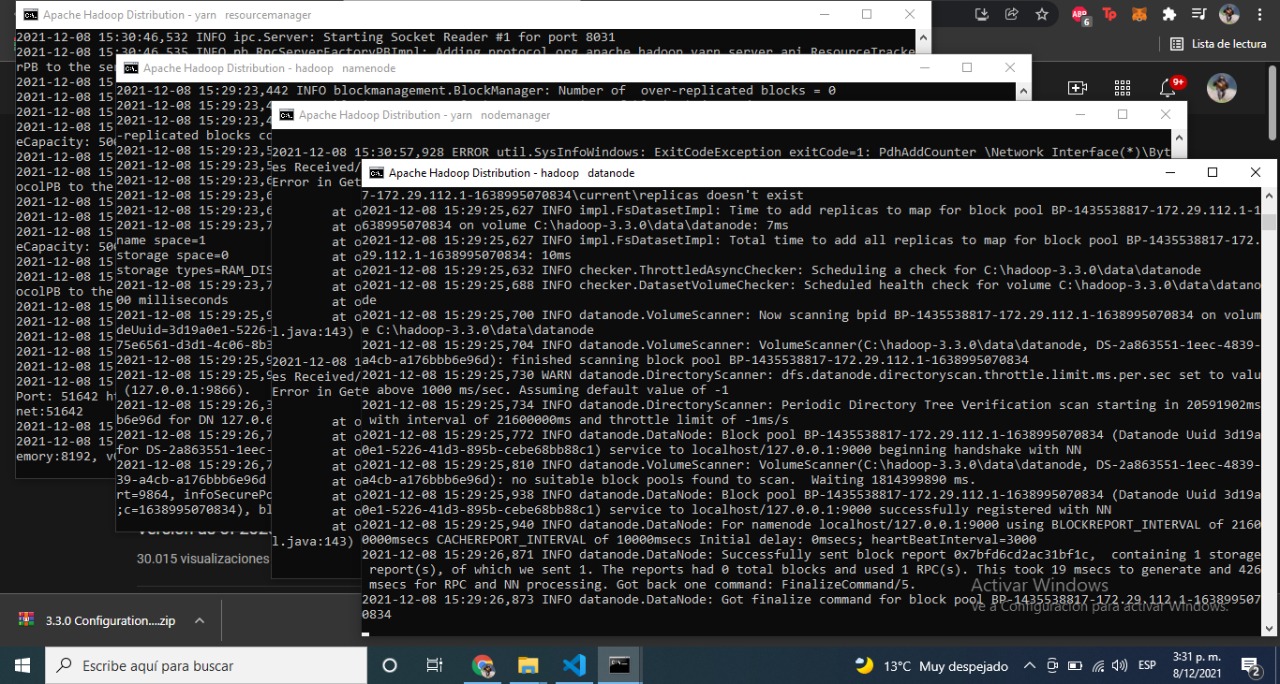 Apache Hadoop Distribution - yarn resourcemanager
2021-12-08 15:30:46,532 INFO ipc.Server: Starting Socket Reader #1 for port 8031
2021-12-08 15:30:46,535 INFO pb.RpcServerFactoryPBImpl: Adding protocol org.apache.hadoop.yarn.server.api.ResourceTracke
rPB to the se
2021-12-08 15
2021-12-08 15
2021-12-08 15
eCapacity: 500
2021-12-08 15
2021-12-08 15
ocolPB to the
2021-12-08 15
2021-12-08 15
2021-12-08 15
eCapacity: 500
2021-12-08 15
2021-12-08 15
ocolPB to the
2021-12-08 15
2021-12-08 15
2021-12-08 15
2021-12-08 15
2021-12-08 15
2021-12-08 15
Port: 51642 ht
net:51642
2021-12-08 15
2021-12-08 15
emory:8192, v
Apache Hadoop Distribution - hadoop namenode
2021-12-08 15:29:23,442 INFO blockmanagement.BlockManager: Number of over-replicated blocks = 0
2021-12-08 15:29:23,4
2021-12-08 15:29:23,4
-replicated blocks co
2021-12-08 15:29:23,5
2021-12-08 15:29:23,6
2021-12-08 15:29:23,6
2021-12-08 15:29:23,6
2021-12-08 15:29:23,6
2021-12-08 15:29:23,7
name space=1
storage space=0
storage types=RAM_DIS
2021-12-08 15:29:23,7
00 milliseconds
2021-12-08 15:29:25,9
deUuid=3d19a0e1-5226-
75e6561-d3d1-4c06-8b3
2021-12-08 15:29:25,9
2021-12-08 15:29:25,9
(127.0.0.1:9866).
2021-12-08 15:29:26,3
b6e96d for DN 127.0.0
2021-12-08 15:29:26,7
for DS-2a863551-1eec-
2021-12-08 15:29:26,7
39-a4cb-a176bbb6e96d
rt=9864, infoSecurePo
;c=1638995070834), bl
Apache Hadoop Distribution - yarn nodemanager
2021-12-08 15:30:57,928 ERROR util.SysInfoWindows: ExitCodeException exitCode=1: PdhAddCounter \Network Interface(*)\Byt
es Received/
Error in Get
at o
at o
at o
at o
at o
at o
at o
at o
l.java:143)
2021-12-08 1
es Received/
Error in Get
at o
at o
at o
at o
at o
at o
at o
at o
l.java:143)
Apache Hadoop Distribution - hadoop datanode
7-172.29.112.1-1638995070834\current\replicas doesn't exist
2021-12-08 15:29:25,627 INFO impl.FsDatasetImpl: Time to add replicas to map for block pool BP-1435538817-172.29.112.1-1
638995070834 on volume C:\hadoop-3.3.0\data\datanode: 7ms
2021-12-08 15:29:25,627 INFO impl.FsDatasetImpl: Total time to add all replicas to map for block pool BP-1435538817-172.
29.112.1-1638995070834: 10ms
2021-12-08 15:29:25,632 INFO checker.ThrottledAsyncChecker: Scheduling a check for C:\hadoop-3.3.0\data\datanode
2021-12-08 15:29:25,688 INFO checker.DatasetVolumeChecker: Scheduled health check for volume C:\hadoop-3.3.0\data\datano
de
2021-12-08 15:29:25,700 INFO datanode.VolumeScanner: Now scanning bpid BP-1435538817-172.29.112.1-1638995070834 on volum
e C:\hadoop-3.3.0\data\datanode
2021-12-08 15:29:25,704 INFO datanode.VolumeScanner: VolumeScanner(C:\hadoop-3.3.0\data\datanode, DS-2a863551-1eec-4839-
a4cb-a176bbb6e96d): finished scanning block pool BP-1435538817-172.29.112.1-1638995070834
2021-12-08 15:29:25,730 WARN datanode.DirectoryScanner: dfs.datanode.directoryscan.throttle.limit.ms.per.sec set to valu
e above 1000 ms/sec. Assuming default value of -1
2021-12-08 15:29:25,734 INFO datanode.DirectoryScanner: Periodic Directory Tree Verification scan starting in 20591902ms
with interval of 21600000ms and throttle limit of -1ms/s
2021-12-08 15:29:25,772 INFO datanode.DataNode: Block pool BP-1435538817-172.29.112.1-1638995070834 (Datanode Uuid 3d19a
0e1-5226-41d3-895b-cebe68bb88c1) service to localhost/127.0.0.1:9000 beginning handshake with NN
2021-12-08 15:29:25,810 INFO datanode.VolumeScanner: VolumeScanner(C:\hadoop-3.3.0\data\datanode, DS-2a863551-1eec-4839-
a4cb-a176bbb6e96d): no suitable block pools found to scan. Waiting 1814399890 ms.
2021-12-08 15:29:25,938 INFO datanode.DataNode: Block pool BP-1435538817-172.29.112.1-1638995070834 (Datanode Uuid 3d19a
0e1-5226-41d3-895b-cebe68bb88c1) service to localhost/127.0.0.1:9000 successfully registered with NN
2021-12-08 15:29:25,940 INFO datanode.DataNode: For namenode localhost/127.0.0.1:9000 using BLOCKREPORT_INTERVAL of 2160
0000msecs CACHEREPORT_INTERVAL of 10000msecs Initial delay: 0msecs; heartBeatInterval=3000
2021-12-08 15:29:26,871 INFO datanode.DataNode: Successfully sent block report 0x7bfd6cd2ac31bf1c, containing 1 storage
report(s), of which we sent 1. The reports had 0 total blocks and used 1 RPC(s). This took 19 msecs to generate and 426
msecs for RPC and NN processing. Got back one command: FinalizeCommand/5.
2021-12-08 15:29:26,873 INFO datanode.DataNode: Got finalize command for block pool BP-1435538817-172.29.112.1-163899507
0834
ABP
6
Tp
Lista de lectura
9+
30.015 visualizaciones
Activar Windows
Ve a Configuración para activar Windows.
3.3.0 Configuration....zip
Escribe aquí para buscar
13°C Muy despejado
ESP
3:31 p. m.
8/12/2021
2